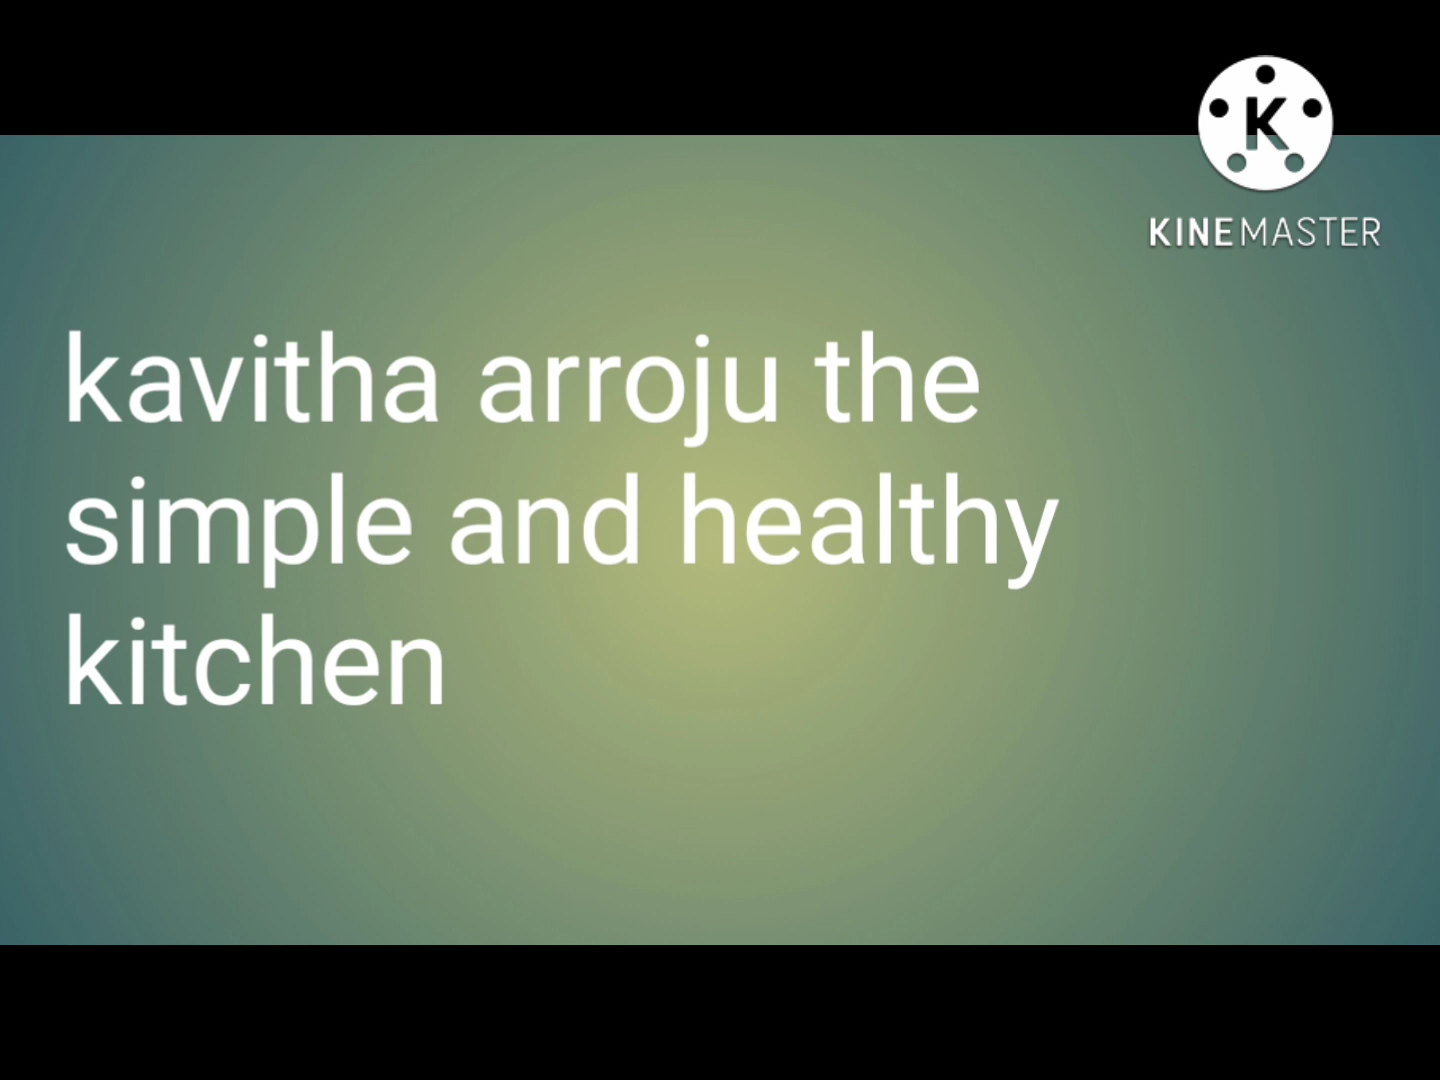 K
KINEMASTER
kavitha arroju the
simple and healthy
kitchen